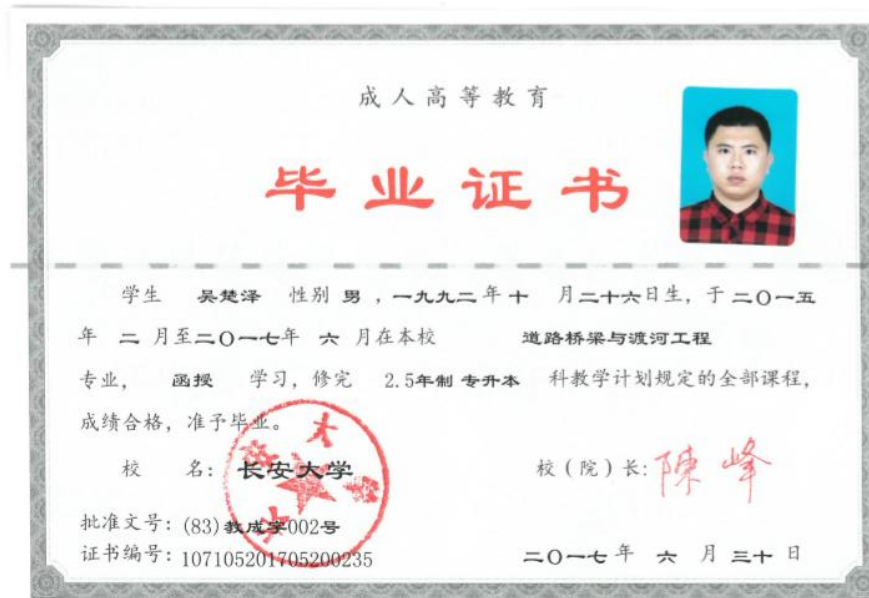 成人高等教育
毕业证书
学生 吴楚泽 性别 男 ，一九九二 年 十 月二十六日生，于 二〇一五
年 二 月至二〇一七年 六 月在本校 道路桥梁与渡河工程
专业， 函授 学习，修完 2.5年制 专升本 科教学计划规定的全部课程，
成绩合格，准予毕业。
校 名：长安大学 校（院）长：陳峰
批准文号：(83)教成字002号
证书编号：107105201705200235 二〇一七 年 六 月 三十 日